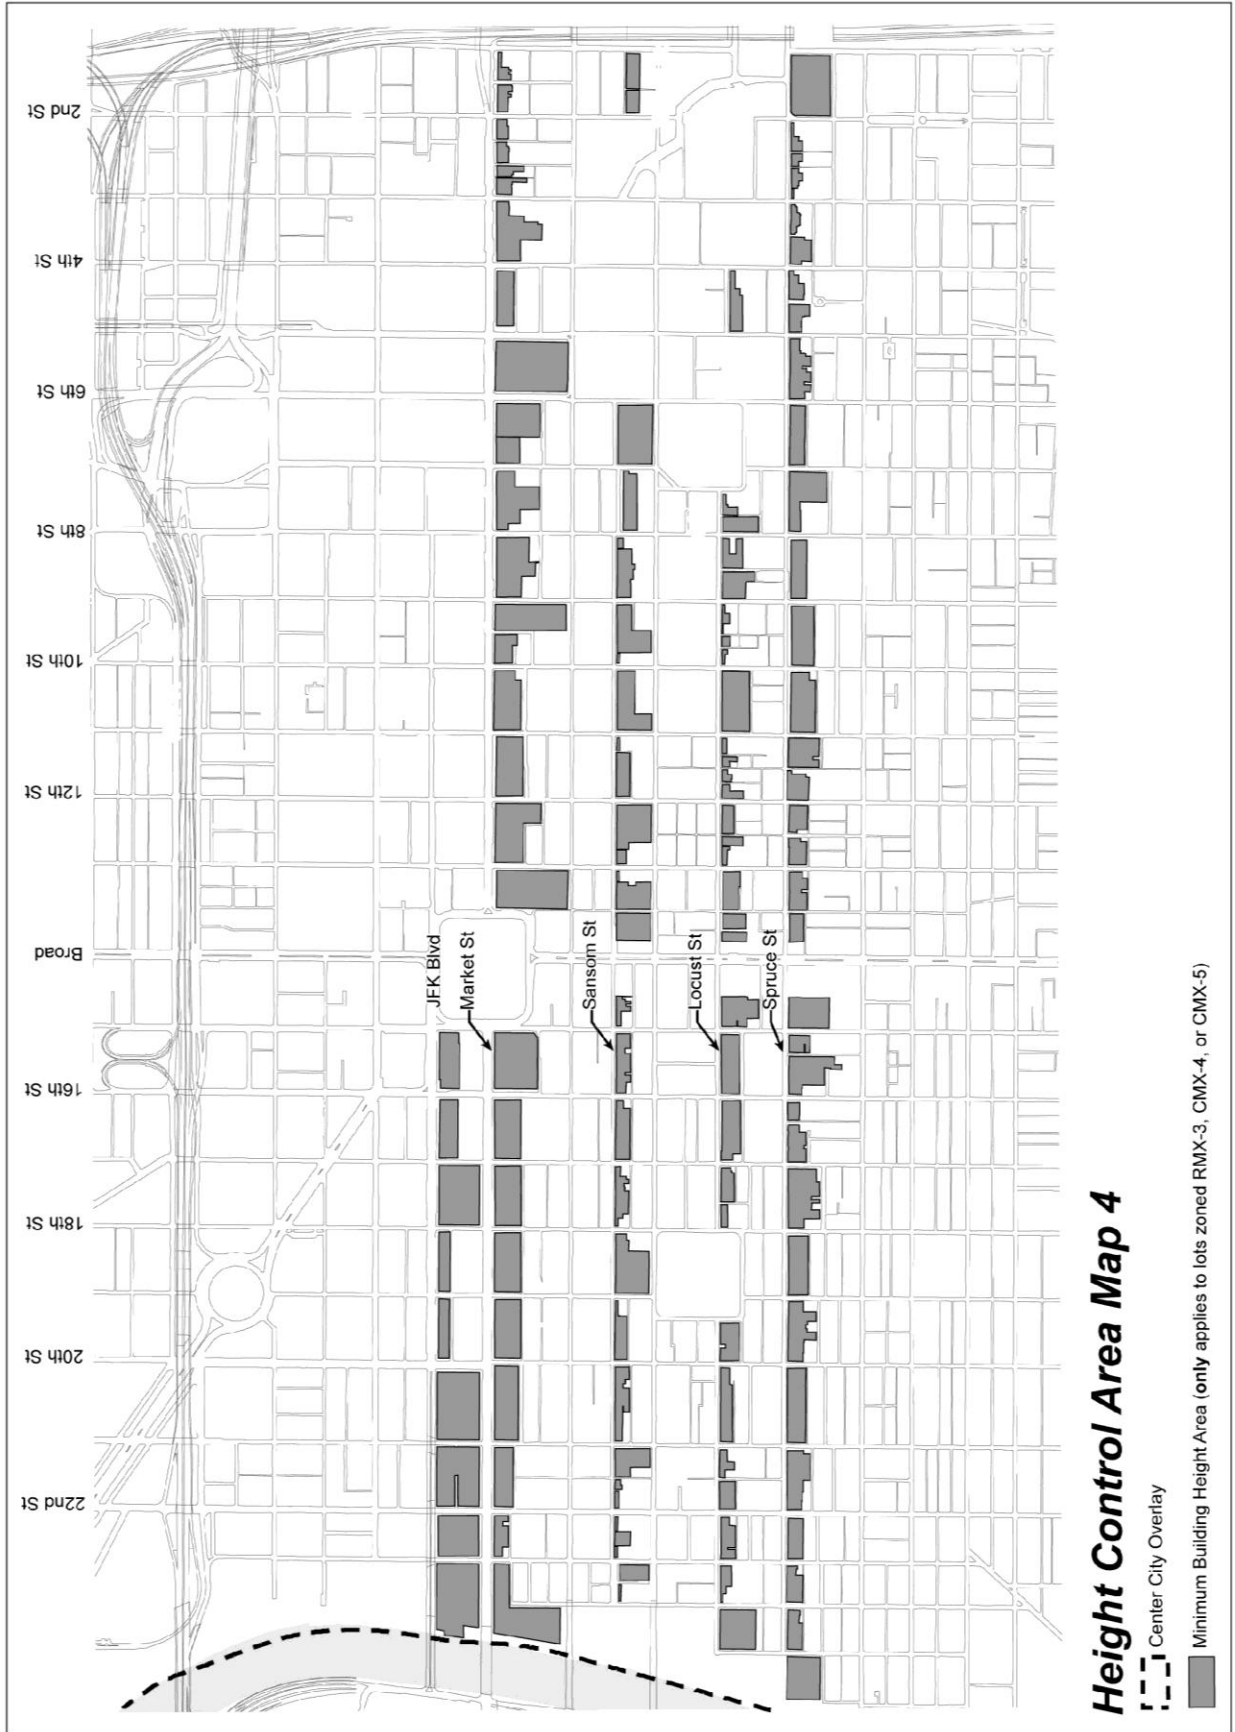 22nd St
20th St
18th St
16th St
Broad
12th St
10th St
8th St
6th St
4th St
2nd St
JFK Blvd
Market St
Sansom St
Locust St
Spruce St
Height Control Area Map 4
Center City Overlay
Minimum Building Height Area (only applies to lots zoned RMX-3, CMX-4, or CMX-5)